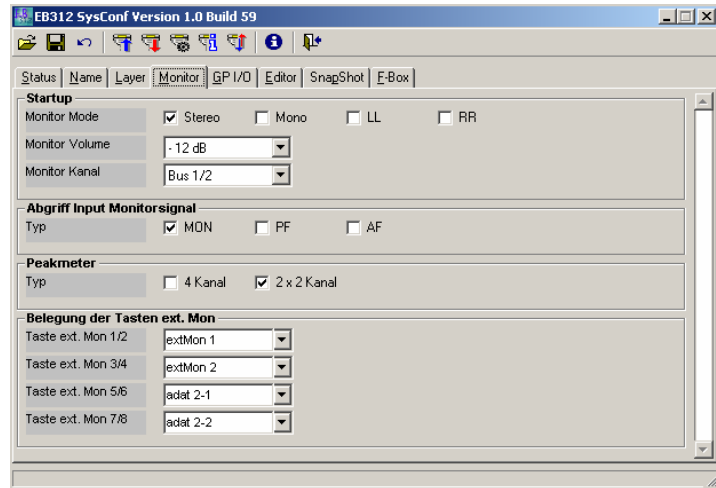 EB312 SysConf Version 1.0 Build 59
Status Name Layer Monitor GP I/O Editor SnapShot F-Box
Startup
Monitor Mode Stereo Mono LL RR
Monitor Volume - 12 dB
Monitor Kanal Bus 1/2
Abgriff Input Monitorsignal
Typ MON PF AF
Peakmeter
Typ 4 Kanal 2 x 2 Kanal
Belegung der Tasten ext. Mon
Taste ext. Mon 1/2 extMon 1
Taste ext. Mon 3/4 extMon 2
Taste ext. Mon 5/6 adat 2-1
Taste ext. Mon 7/8 adat 2-2